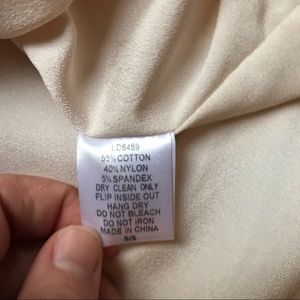 LD6459
55% COTTON
40% NYLON
5% SPANDEX
DRY CLEAN ONLY
FLIP INSIDE OUT
HANG DRY
DO NOT BLEACH
DO NOT IRON
MADE IN CHINA
S/S